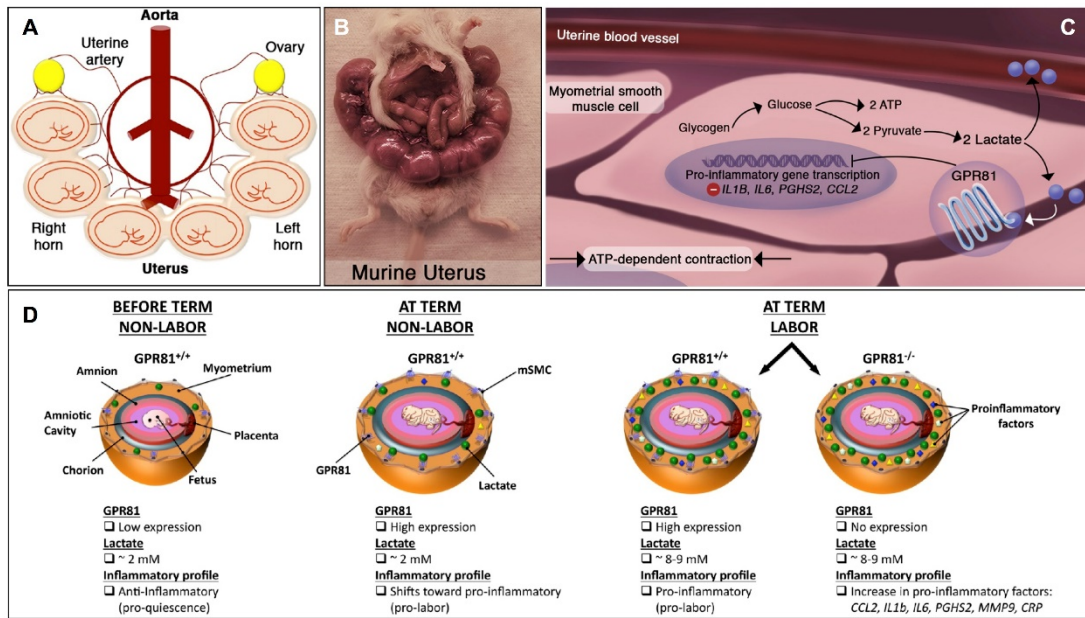 A
Aorta
Uterine
artery
Ovary
Right
horn
Left
horn
Uterus
B
Murine Uterus
C
Uterine blood vessel
Myometrial smooth
muscle cell
Glycogen
Glucose
2 ATP
2 Pyruvate
2 Lactate
GPR81
Pro-inflammatory gene transcription
IL1B, IL6, PGHS2, CCL2
ATP-dependent contraction
D
BEFORE TERM
NON-LABOR
GPR81+/+
Amnion
Myometrium
Amniotic
Cavity
Placenta
Chorion
Fetus
GPR81
❑ Low expression
Lactate
❑ ~ 2 mM
Inflammatory profile
❑ Anti-Inflammatory
(pro-quiescence)
AT TERM
NON-LABOR
GPR81+/+
mSMC
GPR81
Lactate
GPR81
❑ High expression
Lactate
❑ ~ 2 mM
Inflammatory profile
❑ Shifts toward pro-inflammatory
(pro-labor)
AT TERM
LABOR
GPR81+/+
GPR81-/-
Proinflammatory
factors
GPR81
❑ High expression
Lactate
❑ ~ 8-9 mM
Inflammatory profile
❑ Pro-inflammatory
(pro-labor)
GPR81
❑ No expression
Lactate
❑ ~ 8-9 mM
Inflammatory profile
❑ Increase in pro-inflammatory factors:
CCL2, IL1b, IL6, PGHS2, MMP9, CRP